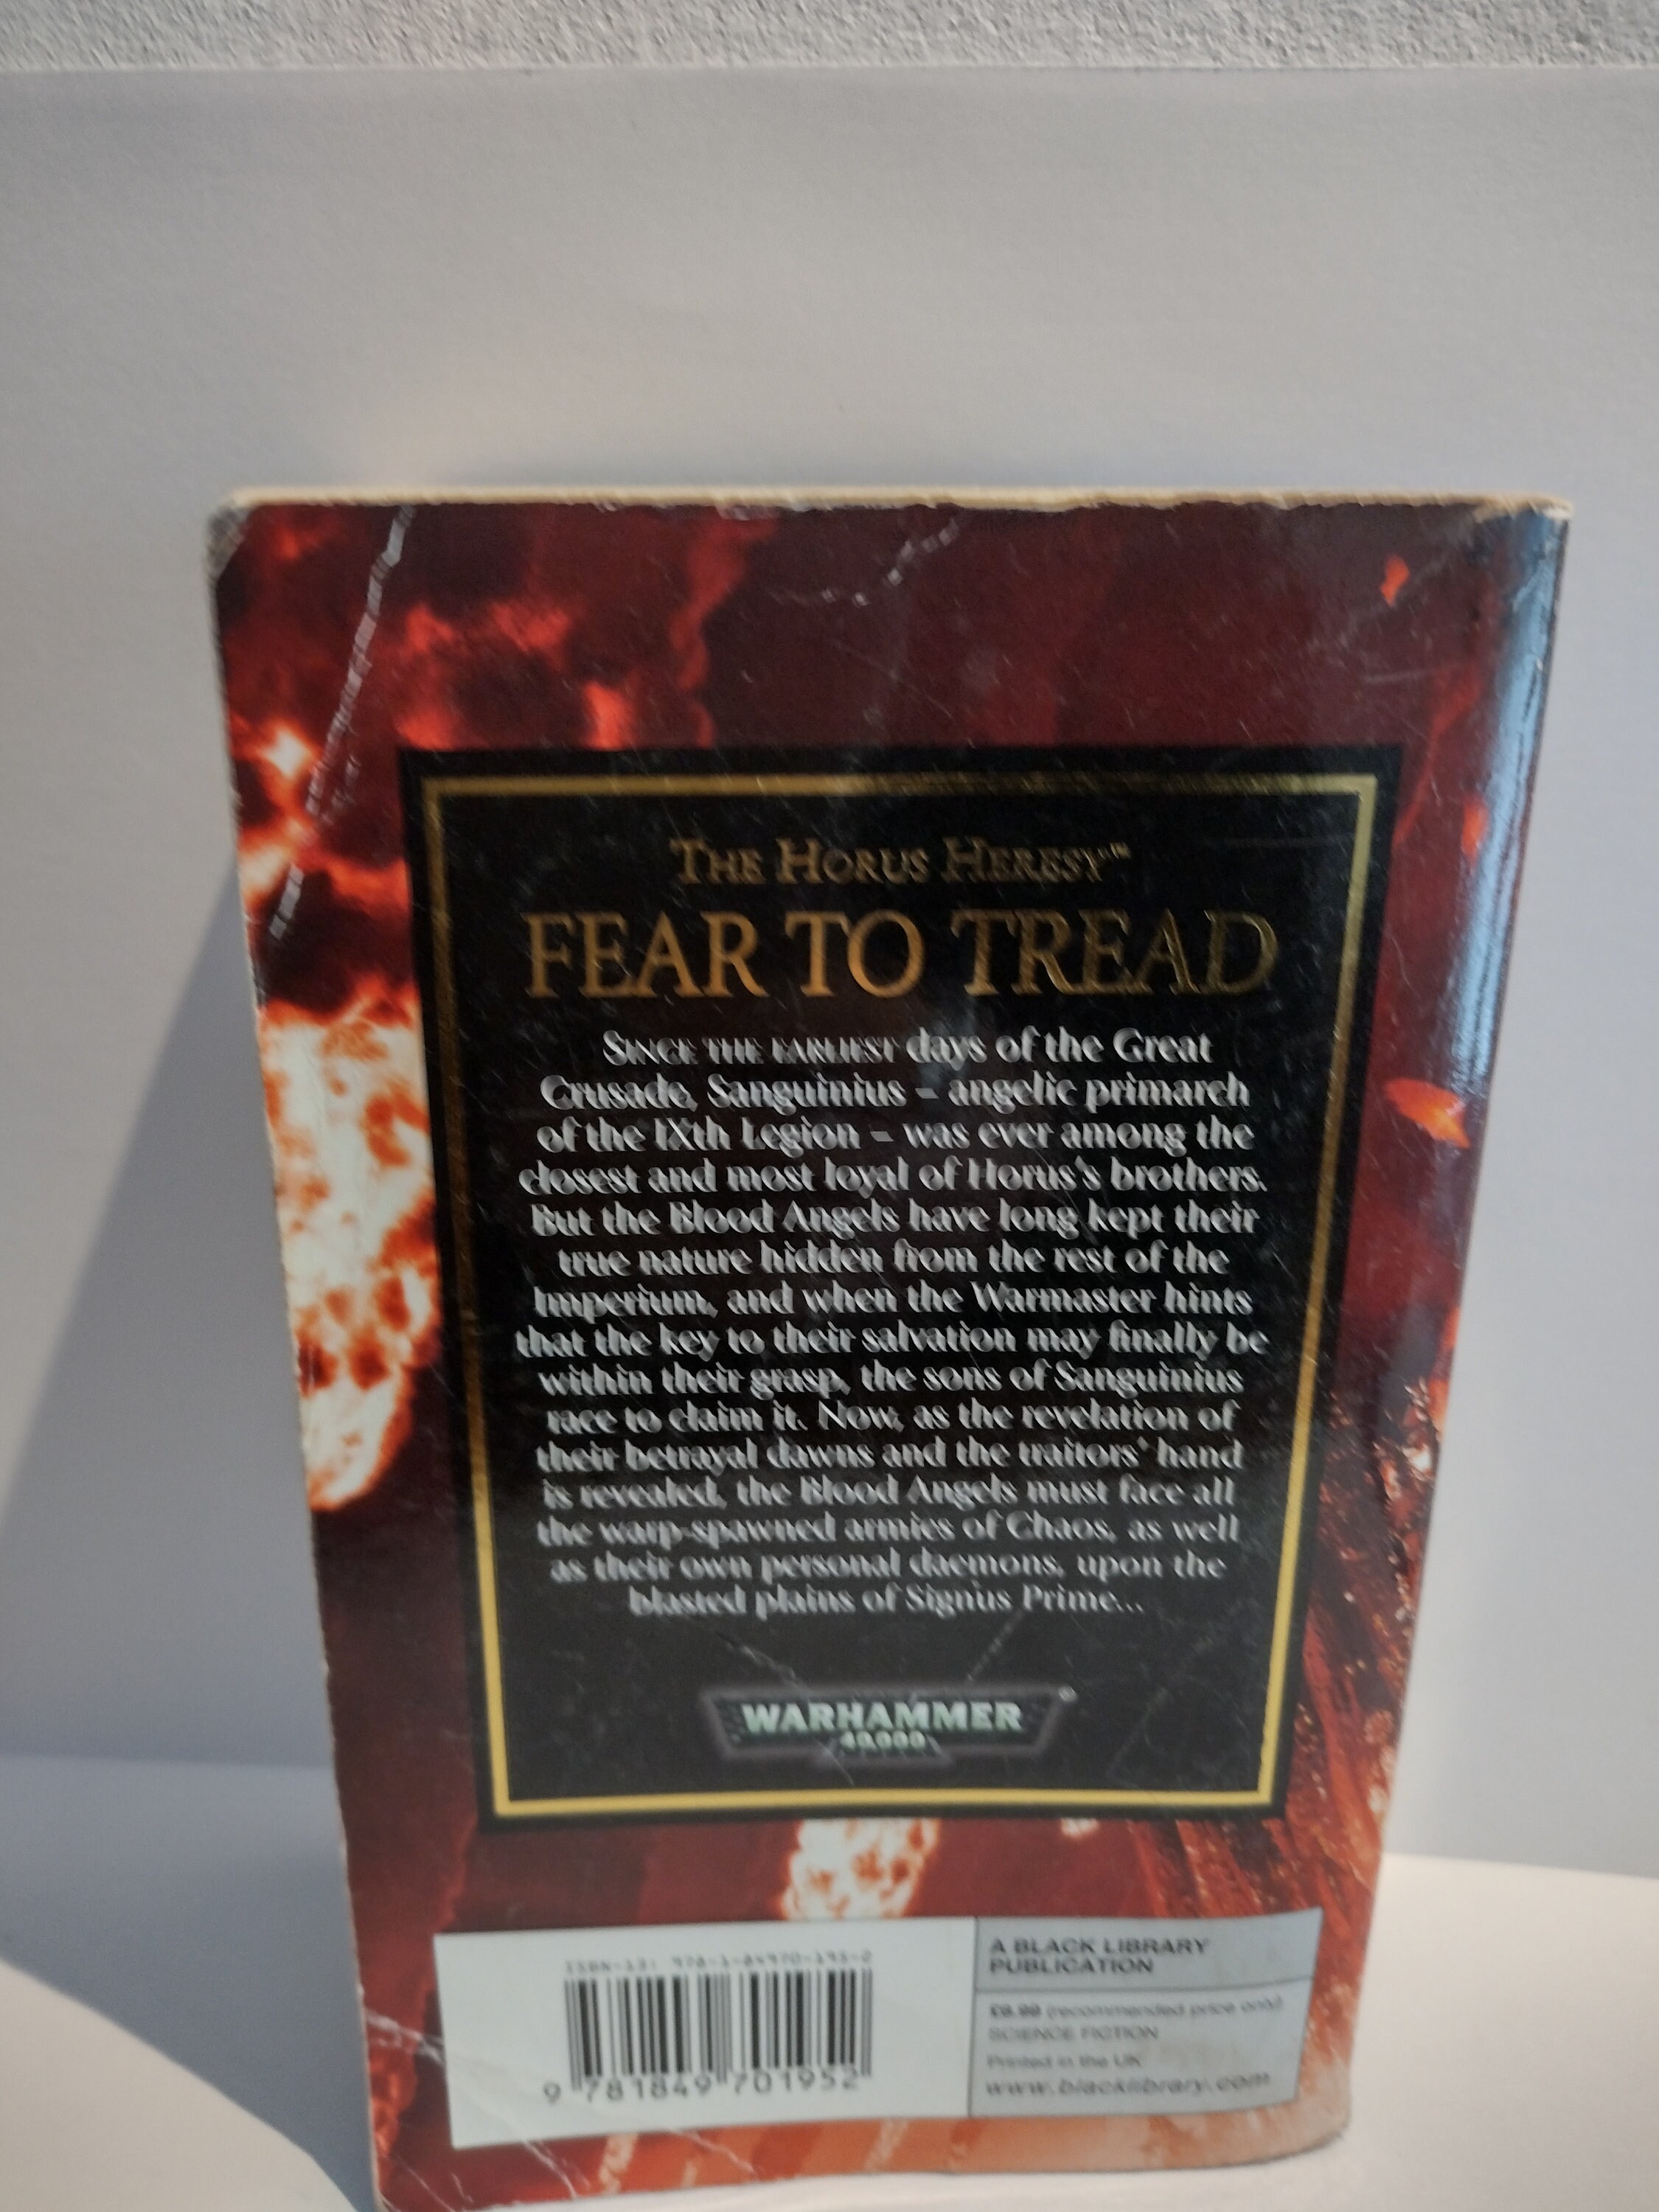 THE HORUS HERESY™
FEAR TO TREAD
SINCE THE EARLIEST days of the Great
Crusade, Sanguinius – angelic primarch
of the IXth Legion – was ever among the
closest and most loyal of Horus's brothers.
But the Blood Angels have long kept their
true nature hidden from the rest of the
Imperium, and when the Warmaster hints
that the key to their salvation may finally be
within their grasp, the sons of Sanguinius
race to claim it. Now, as the revelation of
their betrayal dawns and the traitors' hand
is revealed, the Blood Angels must face all
the warp-spawned armies of Chaos, as well
as their own personal daemons, upon the
blasted plains of Signus Prime...
WARHAMMER®
40,000
ISBN-13: 978-1-84970-195-2
9 781849 701952
A BLACK LIBRARY
PUBLICATION
(recommended price only)
SCIENCE FICTION
Printed in the UK
www.blacklibrary.com